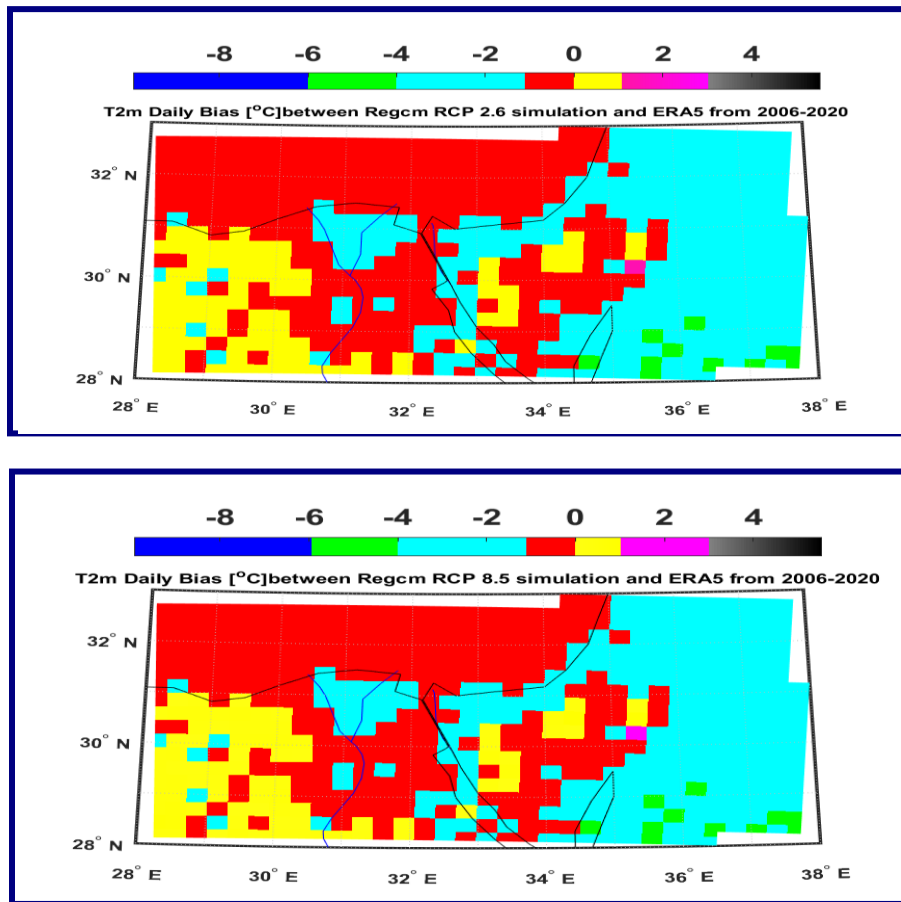 -8 -6 -4 -2 0 2 4
T2m Daily Bias [°C]between Regcm RCP 2.6 simulation and ERA5 from 2006-2020
32° N
30° N
28° N
28° E 30° E 32° E 34° E 36° E 38° E
-8 -6 -4 -2 0 2 4
T2m Daily Bias [°C]between Regcm RCP 8.5 simulation and ERA5 from 2006-2020
32° N
30° N
28° N
28° E 30° E 32° E 34° E 36° E 38° E